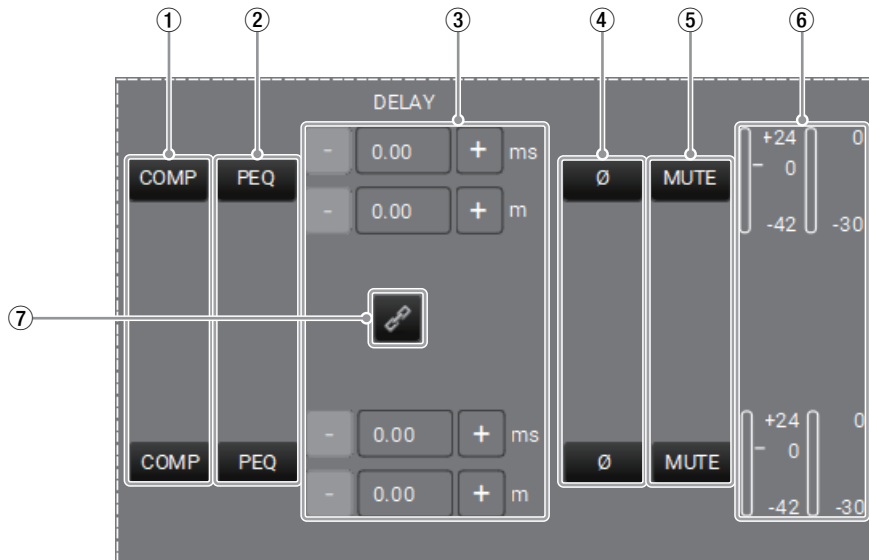 ① ② ③ ④ ⑤ ⑥
DELAY
- 0.00 + ms
+24 0
COMP PEQ Ø MUTE - 0
- 0.00 + m
-42 -30
⑦
- 0.00 + ms
+24 0
COMP PEQ Ø MUTE - 0
- 0.00 + m
-42 -30